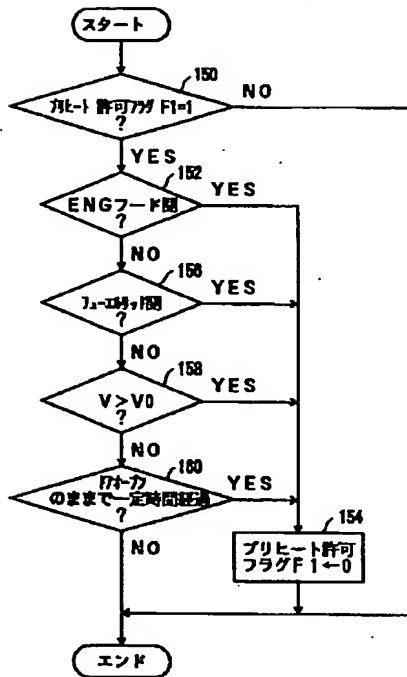 スタート
150
プリヒート 許可フラグ F1=1
?
NO
YES
152
ENGフード開
?
YES
NO
156
フューエルリッド開
?
YES
NO
158
V>V0
?
YES
NO
160
ドアオープン
のままで一定時間経過
?
YES
NO
154
プリヒート許可
フラグF1←0
エンド